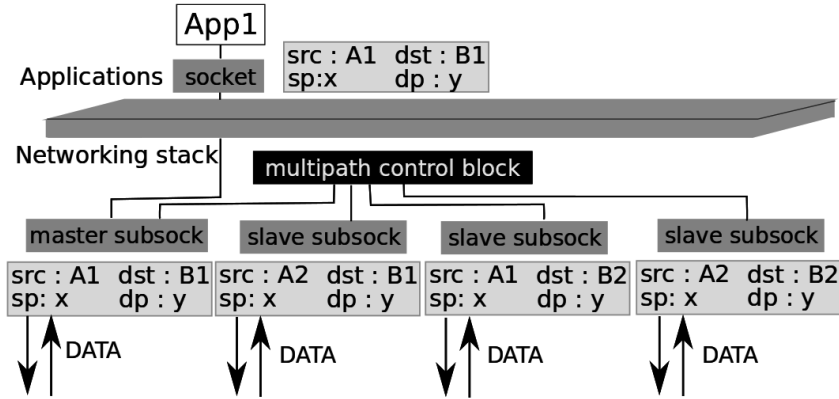 App1
Applications
socket
src : A1 dst : B1
sp:x dp : y
Networking stack
multipath control block
master subsock
slave subsock
slave subsock
slave subsock
src : A1 dst : B1
sp: x dp : y
src : A2 dst : B1
sp: x dp : y
src : A1 dst : B2
sp: x dp : y
src : A2 dst : B2
sp: x dp : y
DATA
DATA
DATA
DATA